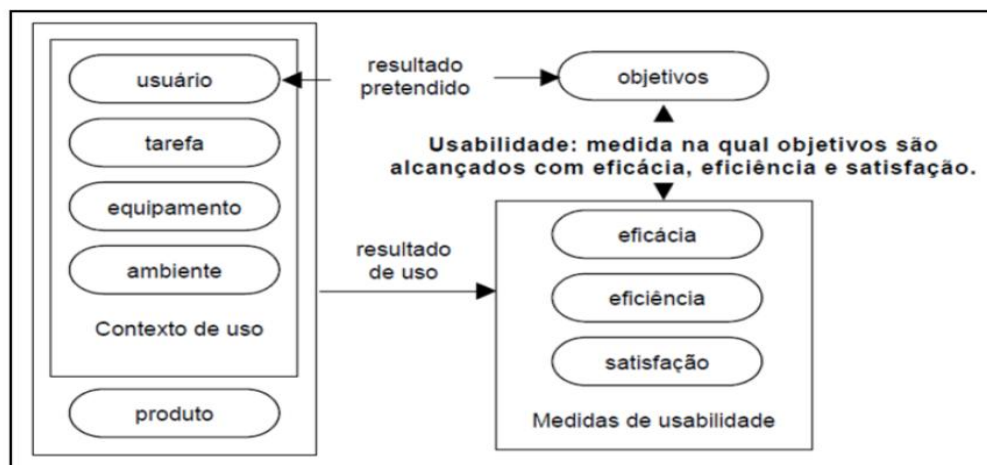 usuário
tarefa
equipamento
ambiente
Contexto de uso
produto
resultado
pretendido
objetivos
Usabilidade: medida na qual objetivos são
alcançados com eficácia, eficiência e satisfação.
resultado
de uso
eficácia
eficiência
satisfação
Medidas de usabilidade